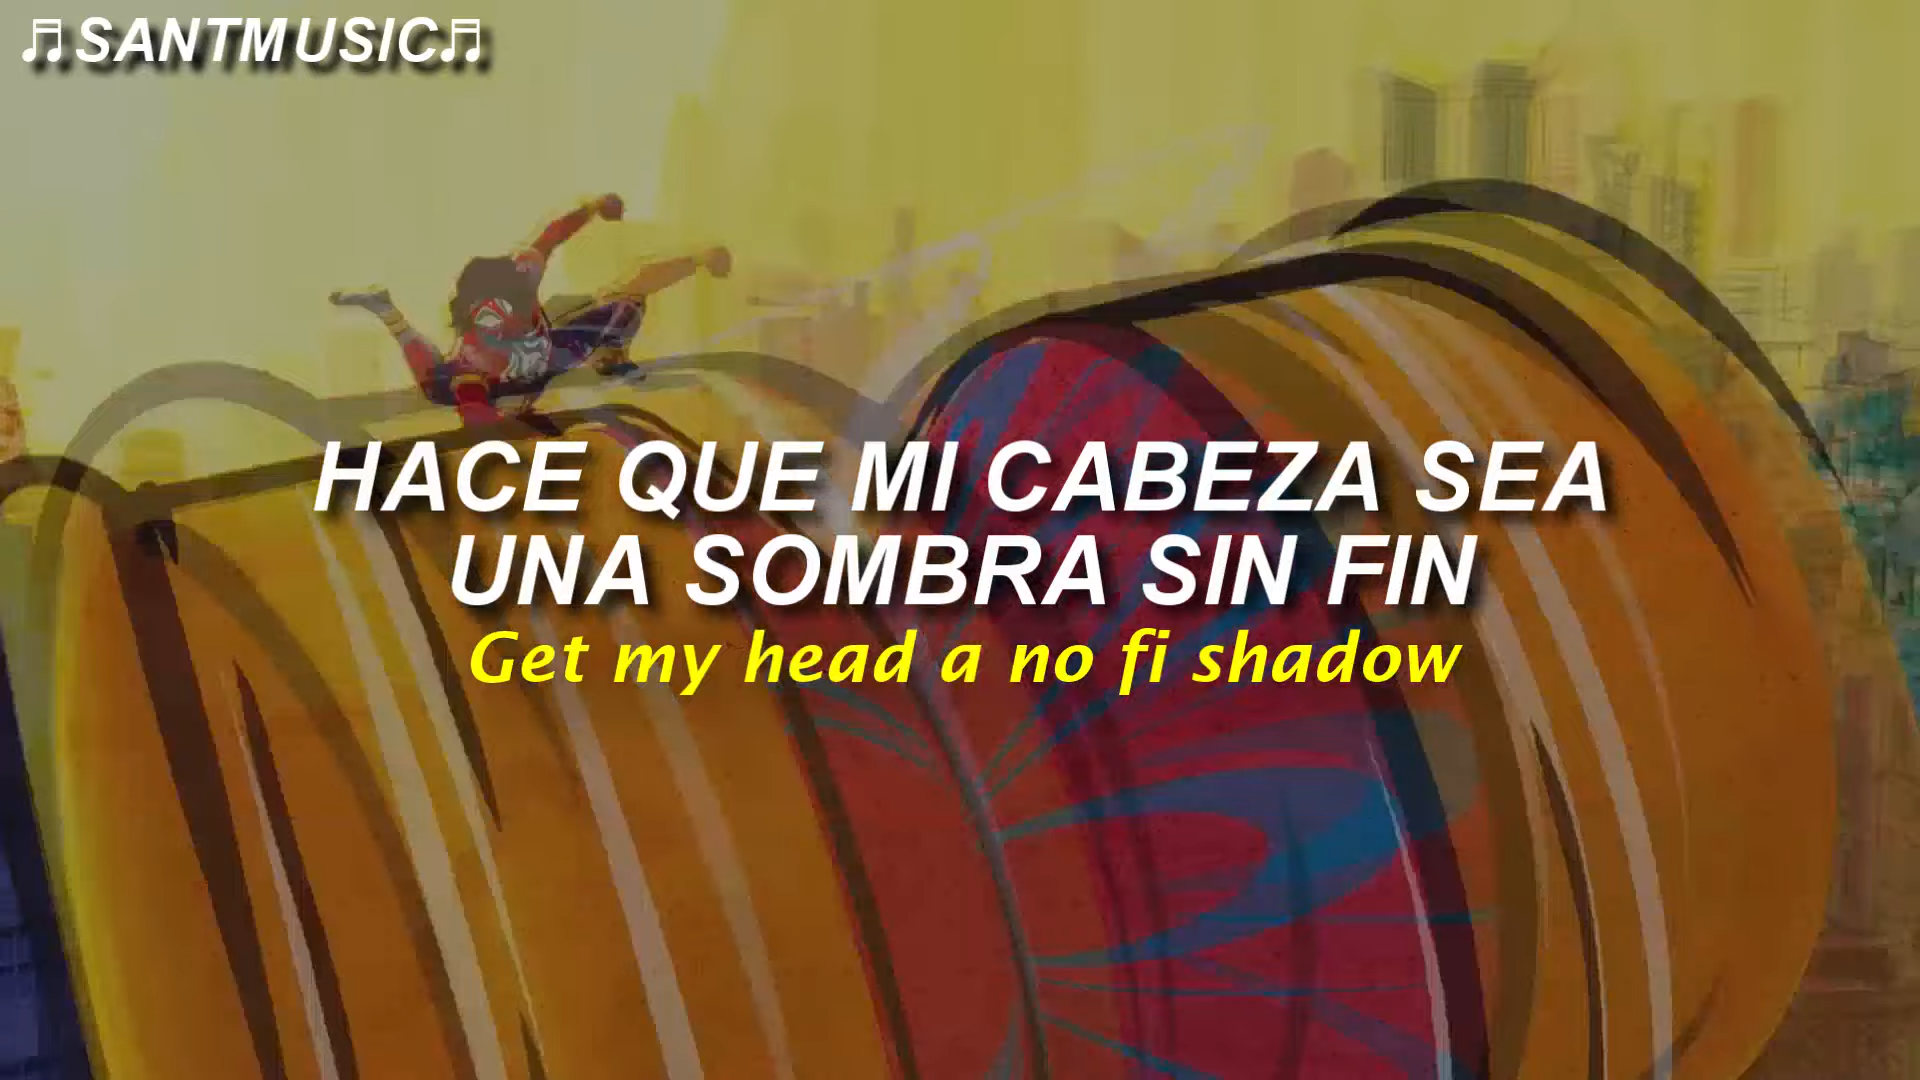 ♫SANTMUSIC♫
HACE QUE MI CABEZA SEA
UNA SOMBRA SIN FIN
Get my head a no fi shadow